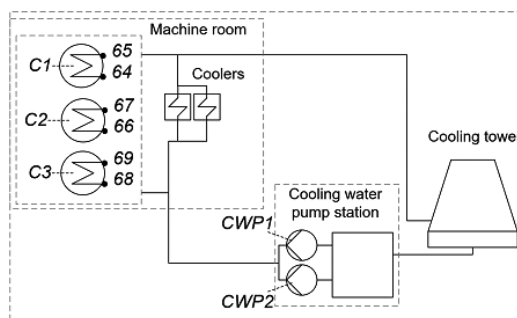 Machine room
C1
65
64
Coolers
C2
67
66
C3
69
68
Cooling towe
Cooling water
pump station
CWP1
CWP2